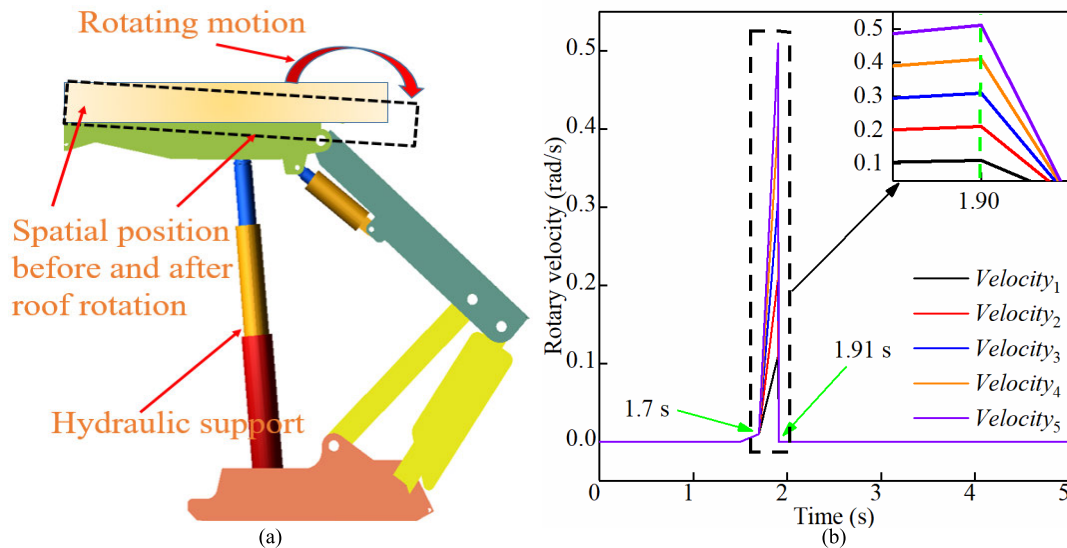 (a)
Rotating motion
Spatial position
before and after
roof rotation
Hydraulic support
(a)
(b)
Rotary velocity (rad/s)
0.5
0.4
0.3
0.2
0.1
0.0
0
1
2
3
4
5
Time (s)
1.7 s
1.91 s
0.5
0.4
0.3
0.2
0.1
1.90
Velocity1
Velocity2
Velocity3
Velocity4
Velocity5
(b)